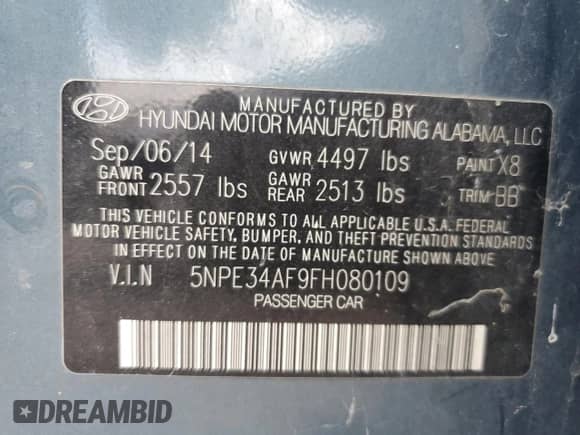 MANUFACTURED BY
HYUNDAI MOTOR MANUFACTURING ALABAMA, LLC
Sep/06/14 GVWR 4497 lbs PAINT X8
GAWR FRONT 2557 lbs GAWR REAR 2513 lbs TRIM BB
THIS VEHICLE CONFORMS TO ALL APPLICABLE U.S.A. FEDERAL
MOTOR VEHICLE SAFETY, BUMPER, AND THEFT PREVENTION STANDARDS
IN EFFECT ON THE DATE OF MANUFACTURE SHOWN ABOVE
V.I.N 5NPE34AF9FH080109
PASSENGER CAR
DREAMBID